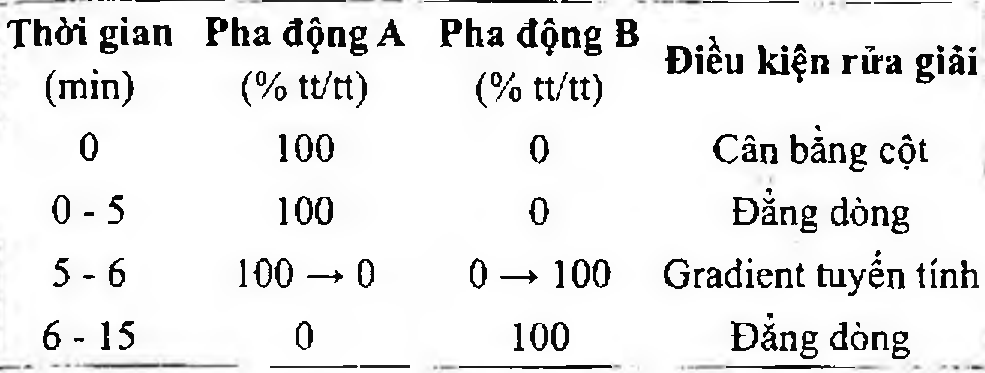 Thời gian Pha động A Pha động B Điều kiện rửa giải
(min) (% tt/tt) (% tt/tt)
0 100 0 Cân bằng cột
0 - 5 100 0 Đẳng dòng
5 - 6 100 → 0 0 → 100 Gradient tuyến tính
6 - 15 0 100 Đẳng dòng